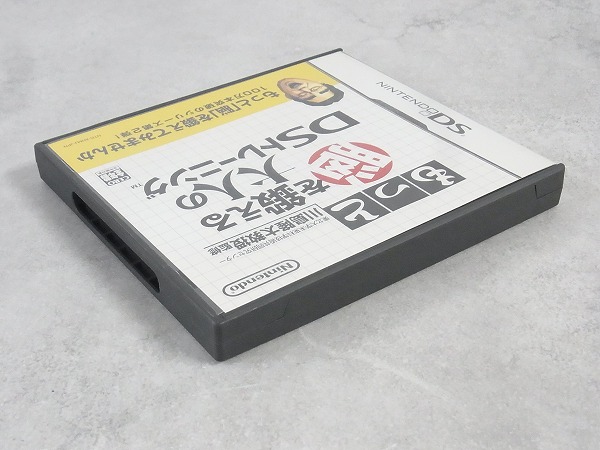 NINTENDO DS
もっと
脳
を鍛える
大人の
DSトレーニング™
川島隆太教授監修
東北大学未来科学技術共同研究センター
Nintendo
もっと「脳」を鍛えてみませんか
100万本突破のシリーズ第2弾!